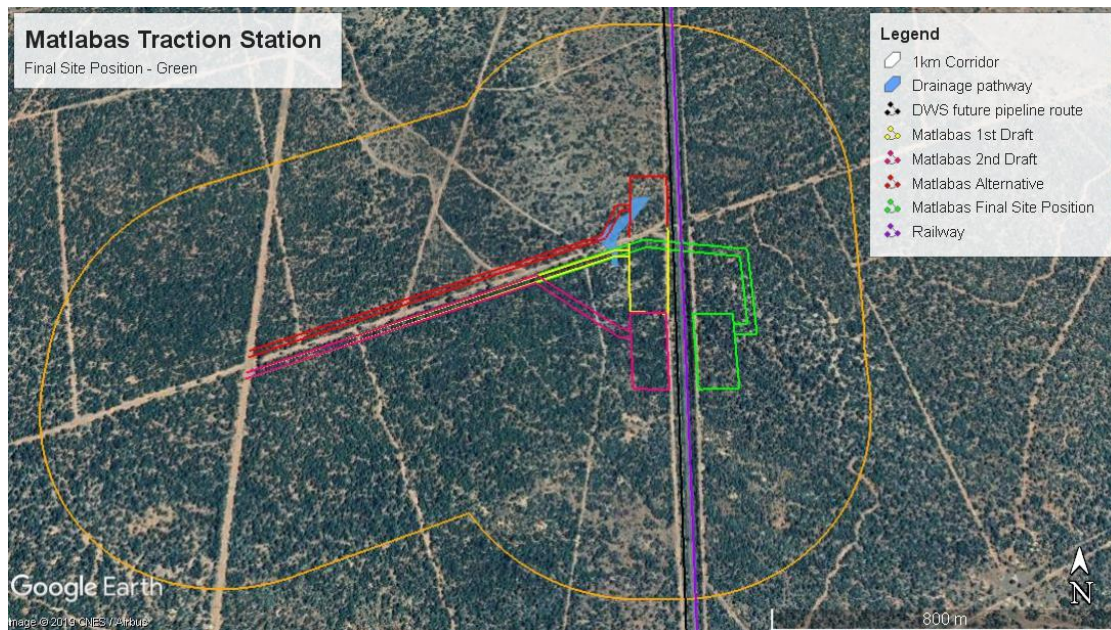 Matlabas Traction Station
Final Site Position - Green
Legend
1km Corridor
Drainage pathway
DWS future pipeline route
Matlabas 1st Draft
Matlabas 2nd Draft
Matlabas Alternative
Matlabas Final Site Position
Railway
Google Earth
Image © 2019 CNES / Airbus
800 m
N